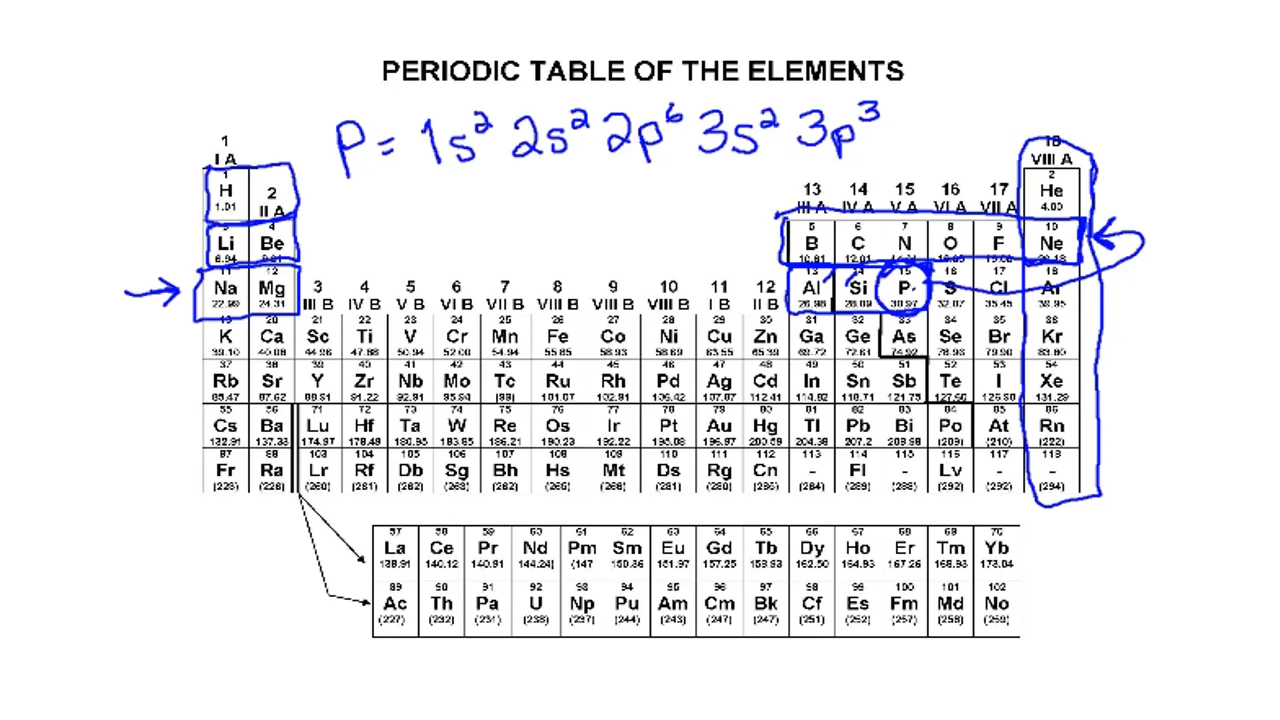 PERIODIC TABLE OF THE ELEMENTS
P = 1s² 2s² 2p⁶ 3s² 3p³
1 18
I A VIII A
1 2
H 2 13 14 15 16 17 He
1.01 II A III A IV A V A VI A VII A 4.00
4 5 6 7 8 9 10
Li Be B C N O F Ne
6.94 10.81 12.01
11 12 13 14 15 16 17 18
Na Mg 3 4 5 6 7 8 9 10 11 12 Al Si P S Cl Ar
22.99 24.31 III B IV B V B VI B VII B VIII B VIII B VIII B I B II B 26.98 28.09 30.97 32.07 35.45 39.95
19 20 21 22 23 24 25 26 27 28 29 30 31 32 33 34 35 36
K Ca Sc Ti V Cr Mn Fe Co Ni Cu Zn Ga Ge As Se Br Kr
39.10 40.08 44.96 47.88 50.94 52.00 54.94 55.85 58.93 58.69 63.55 65.39 69.72 72.61 74.92 78.96 79.90 83.80
37 38 39 40 41 42 43 44 45 46 47 48 49 50 51 52 53 54
Rb Sr Y Zr Nb Mo Tc Ru Rh Pd Ag Cd In Sn Sb Te I Xe
85.47 87.62 88.91 91.22 92.91 95.94 (98) 101.07 102.91 106.42 107.87 112.41 114.82 118.71 121.75 127.60 126.90 131.29
55 56 71 72 73 74 75 76 77 78 79 80 81 82 83 84 85 86
Cs Ba Lu Hf Ta W Re Os Ir Pt Au Hg Tl Pb Bi Po At Rn
132.91 137.33 174.97 178.49 180.95 183.85 186.21 190.23 192.22 195.08 196.97 200.59 204.38 207.2 208.98 (209) (210) (222)
87 88 103 104 105 106 107 108 109 110 111 112 113 114 115 116 117 118
Fr Ra Lr Rf Db Sg Bh Hs Mt Ds Rg Cn - Fl - Lv - -
(223) (226) (260) (261) (262) (263) (262) (265) (266) (281) (280) (285) (284) (289) (288) (292) (292) (294)
57 58 59 60 61 62 63 64 65 66 67 68 69 70
La Ce Pr Nd Pm Sm Eu Gd Tb Dy Ho Er Tm Yb
138.91 140.12 140.91 144.24) (147 150.36 151.97 157.25 158.93 162.50 164.93 167.26 168.93 173.04
89 90 91 92 93 94 95 96 97 98 99 100 101 102
Ac Th Pa U Np Pu Am Cm Bk Cf Es Fm Md No
(227) (232) (231) (238) (237) (244) (243) (247) (247) (251) (252) (257) (258) (259)